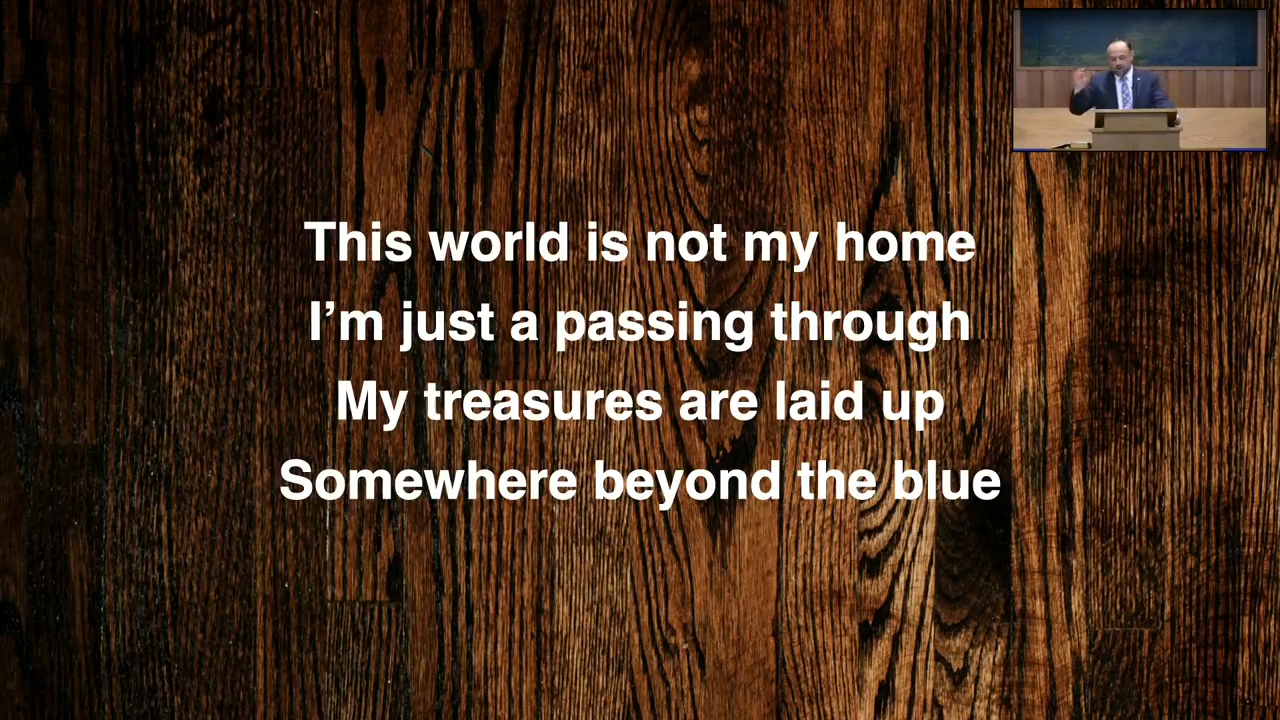 This world is not my home
I’m just a passing through
My treasures are laid up
Somewhere beyond the blue